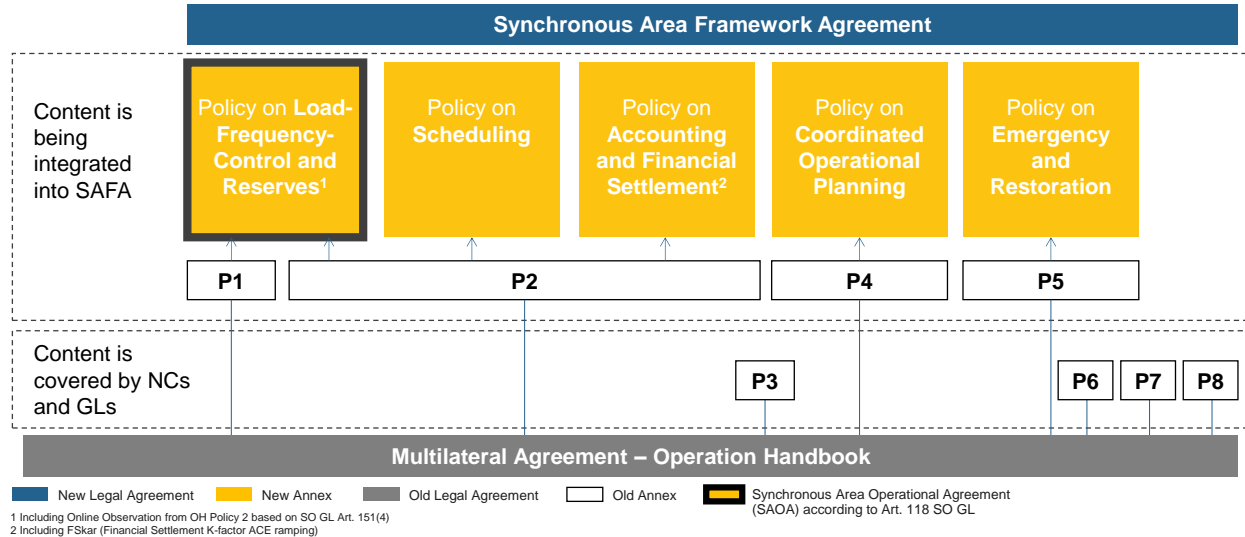 Synchronous Area Framework Agreement
Content is
being
integrated
into SAFA
Policy on Load-
Frequency-
Control and
Reserves1
Policy on
Scheduling
Policy on
Accounting
and Financial
Settlement2
Policy on
Coordinated
Operational
Planning
Policy on
Emergency
and
Restoration
P1
P2
P4
P5
Content is
covered by NCs
and GLs
P3
P6
P7
P8
Multilateral Agreement – Operation Handbook
New Legal Agreement
New Annex
Old Legal Agreement
Old Annex
Synchronous Area Operational Agreement
(SAOA) according to Art. 118 SO GL
1 Including Online Observation from OH Policy 2 based on SO GL Art. 151(4)
2 Including FSkar (Financial Settlement K-factor ACE ramping)